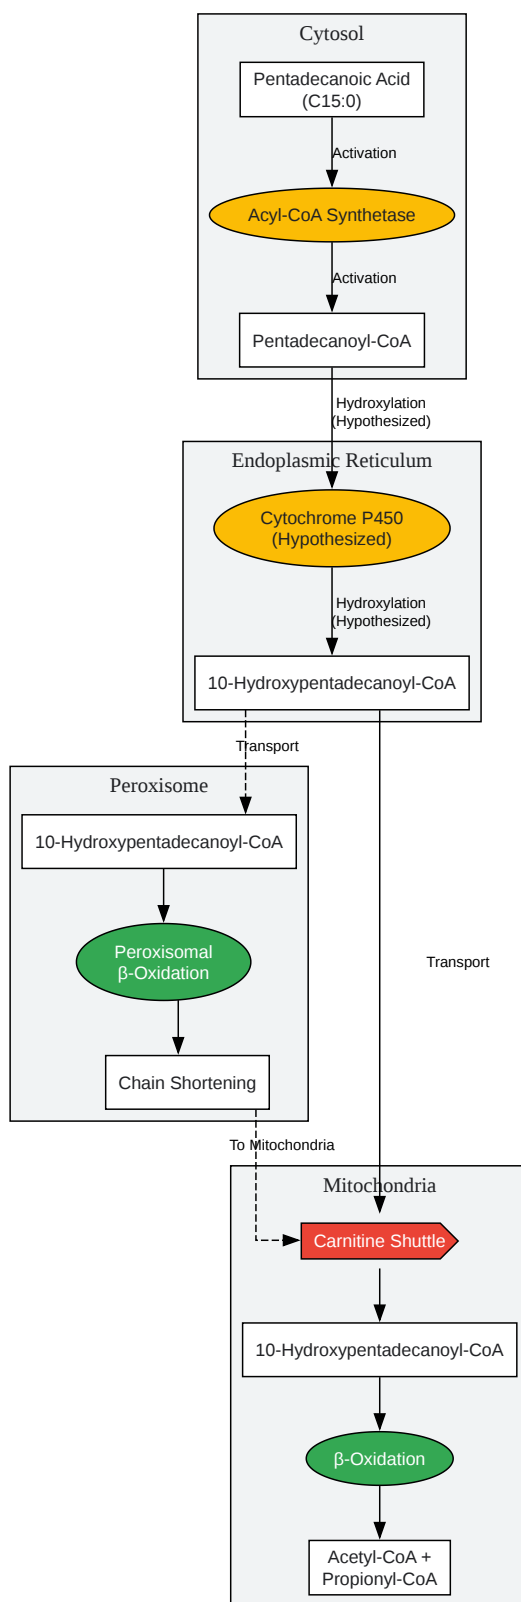 Cytosol
Pentadecanoic Acid
(C15:0)
Activation
Acyl-CoA Synthetase
Activation
Pentadecanoyl-CoA
Hydroxylation
(Hypothesized)
Endoplasmic Reticulum
Cytochrome P450
(Hypothesized)
Hydroxylation
(Hypothesized)
10-Hydroxypentadecanoyl-CoA
Transport
Peroxisome
10-Hydroxypentadecanoyl-CoA
Peroxisomal
β-Oxidation
Transport
Chain Shortening
To Mitochondria
Mitochondria
Carnitine Shuttle
10-Hydroxypentadecanoyl-CoA
β-Oxidation
Acetyl-CoA +
Propionyl-CoA